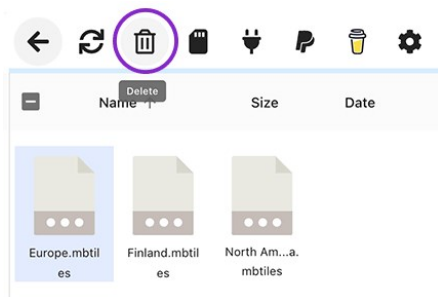 Delete
Name ↑ Size Date
Europe.mbtil
es
Finland.mbtil
es
North Am...a.
mbtiles